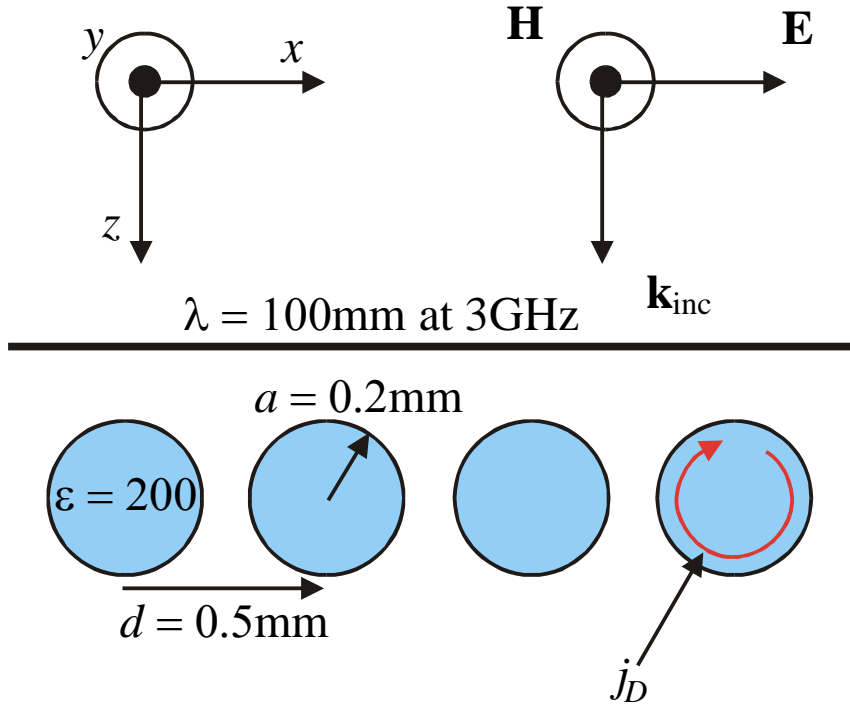 y
x
z
H
E
k_inc
λ = 100mm at 3GHz
a = 0.2mm
ε = 200
d = 0.5mm
j_D